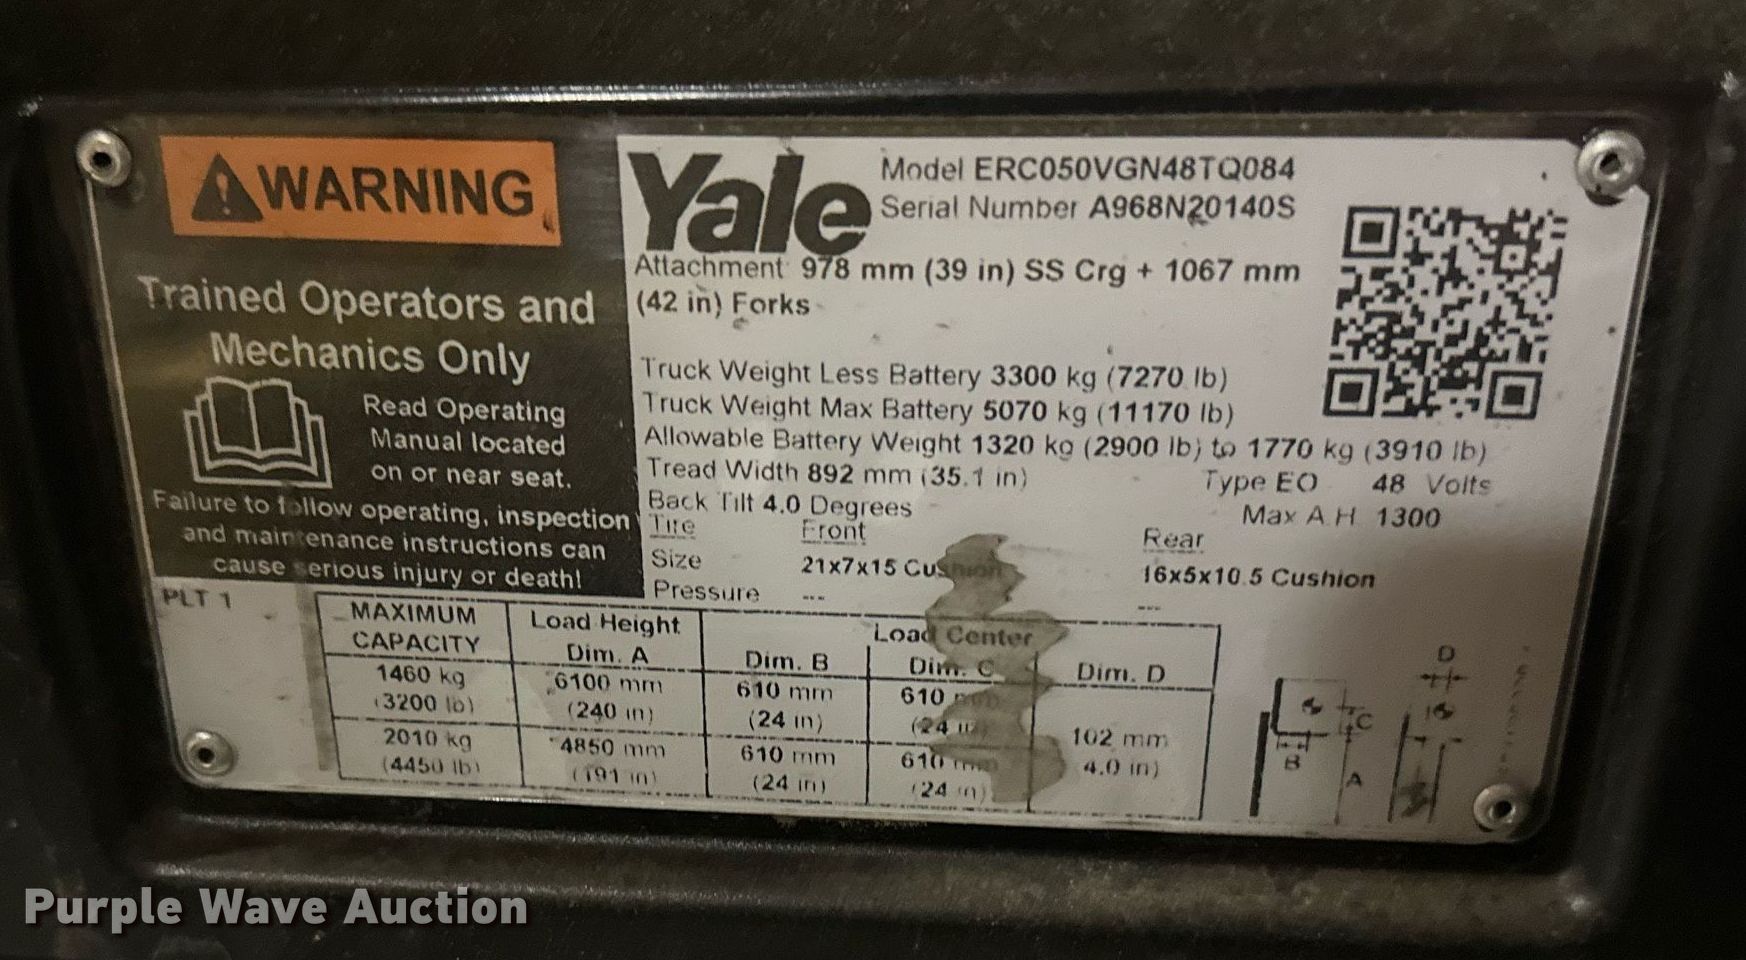 WARNING
Trained Operators and
Mechanics Only
Read Operating
Manual located
on or near seat.
Failure to follow operating, inspection
and maintenance instructions can
cause serious injury or death!
PLT 1
Yale
Model ERC050VGN48TQ084
Serial Number A968N20140S
Attachment 978 mm (39 in) SS Crg + 1067 mm
(42 in) Forks
Truck Weight Less Battery 3300 kg (7270 lb)
Truck Weight Max Battery 5070 kg (11170 lb)
Allowable Battery Weight 1320 kg (2900 lb) to 1770 kg (3910 lb)
Tread Width 892 mm (35.1 in) Type EO 48 Volts
Back Tilt 4.0 Degrees Max A.H. 1300
Tire Front Rear
Size 21x7x15 Cushion 16x5x10.5 Cushion
Pressure --- ---
MAXIMUM CAPACITY Load Height Dim. A Load Center
Dim. B Dim. C Dim. D
1460 kg 6100 mm 610 mm 610 mm
(3200 lb) (240 in) (24 in) (24 in)
102 mm
2010 kg 4850 mm 610 mm 610 mm
4.0 in)
(4450 lb) (191 in) (24 in) (24 in)
D
C
B
A
Purple Wave Auction